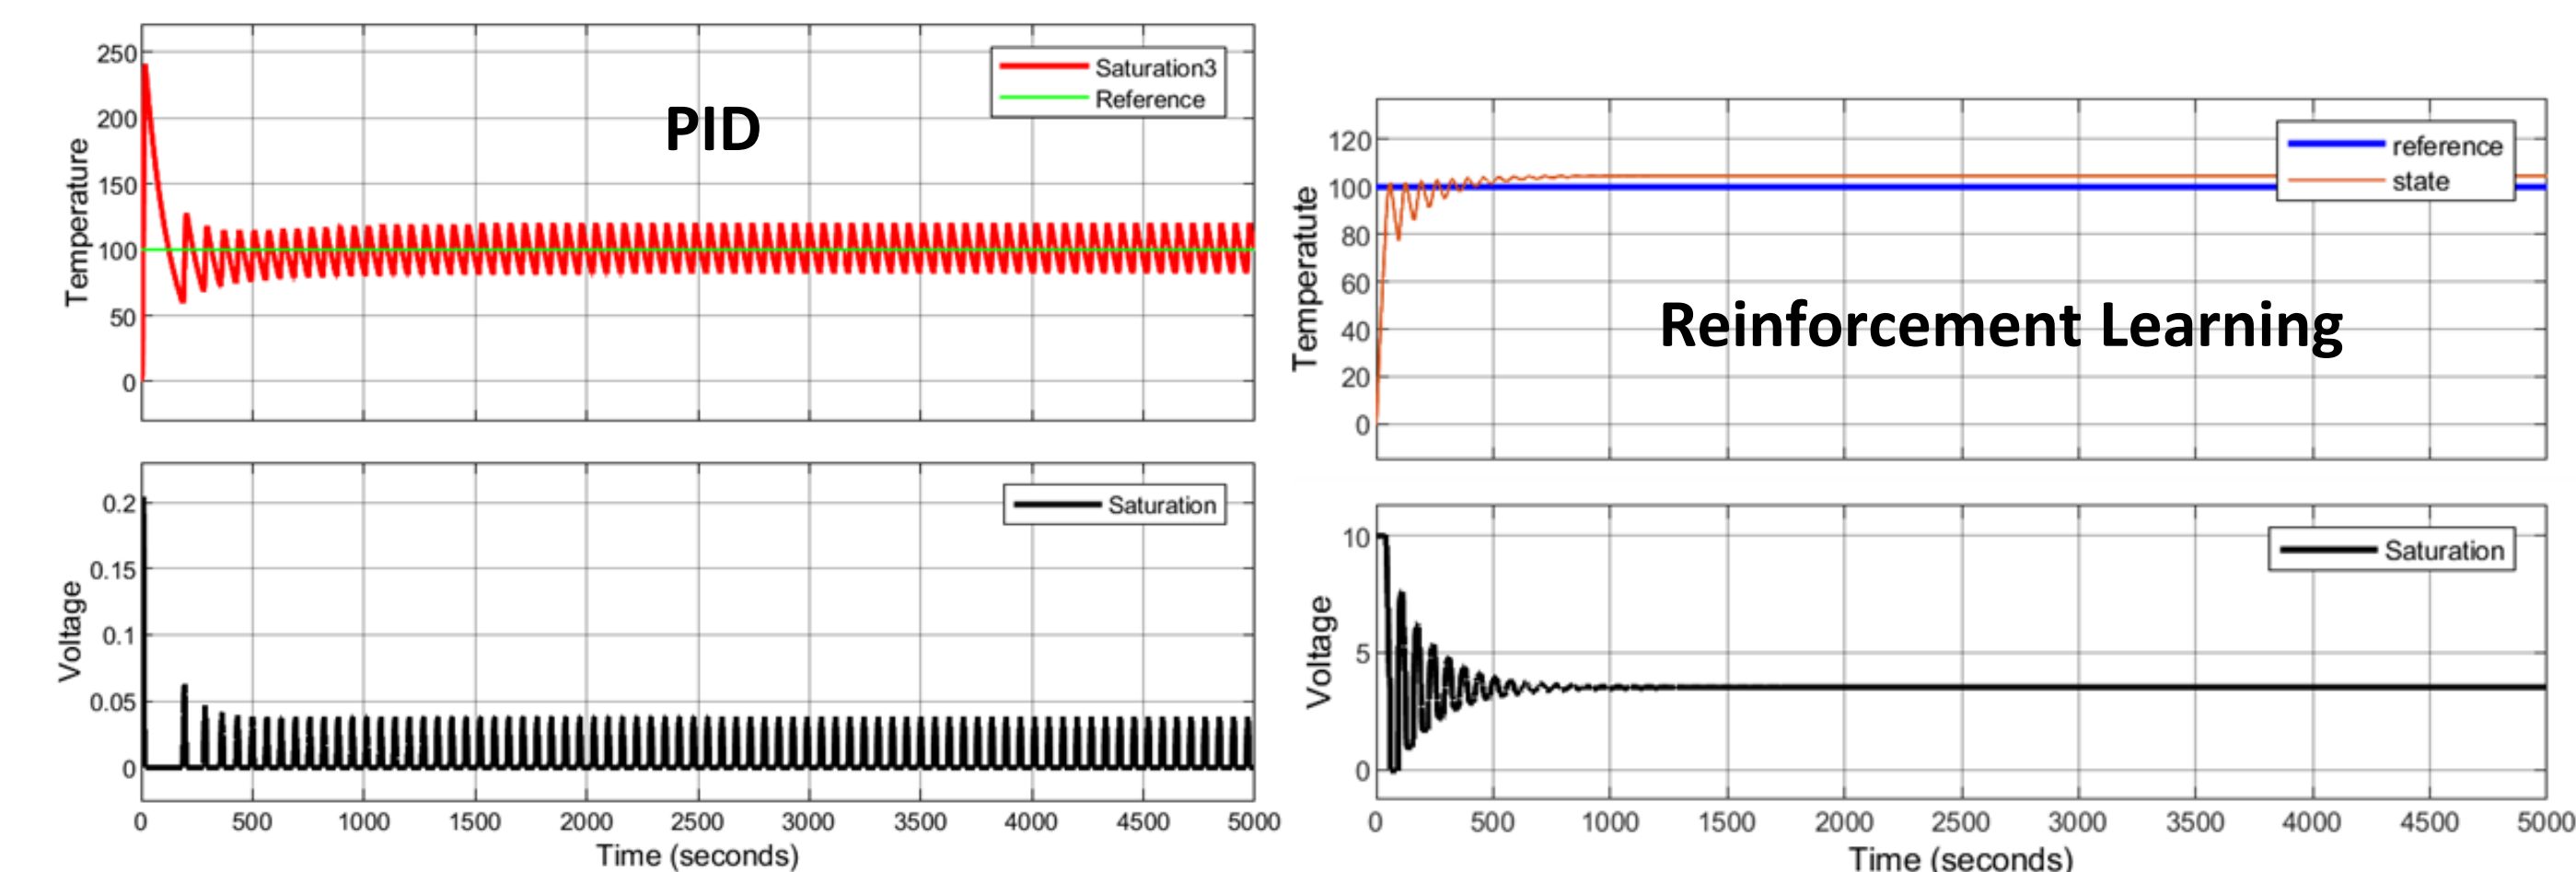 250
200
150
100
50
0
Temperature
Saturation3
Reference
PID
0.2
0.15
0.1
0.05
0
Voltage
Saturation
0 500 1000 1500 2000 2500 3000 3500 4000 4500 5000
Time (seconds)
120
100
80
60
40
20
0
Temperatute
reference
state
Reinforcement Learning
10
5
0
Voltage
Saturation
0 500 1000 1500 2000 2500 3000 3500 4000 4500 5000
Time (seconds)